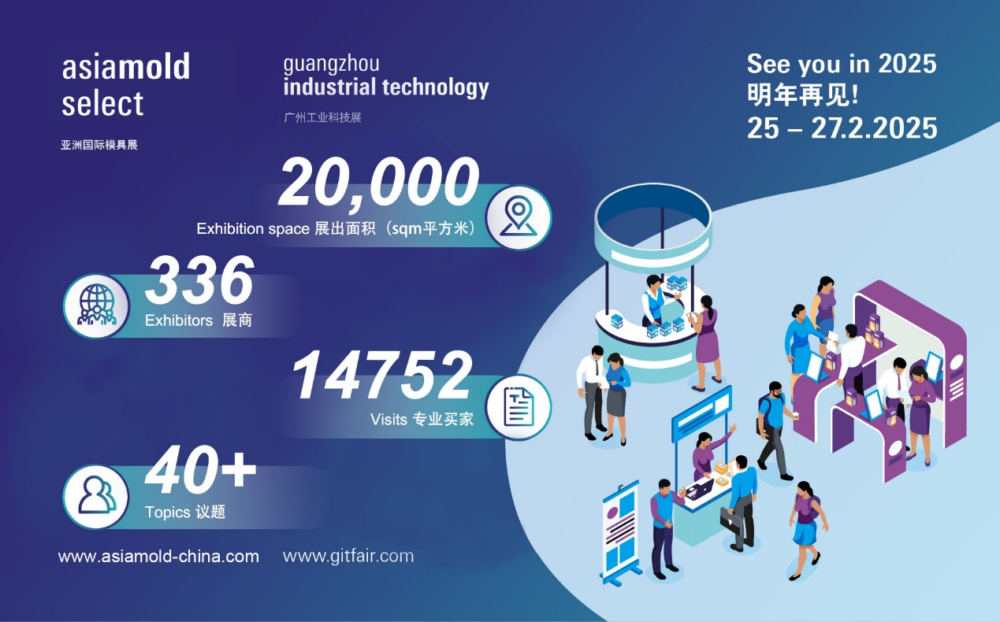 asiamold
select
亚洲国际模具展
guangzhou
industrial technology
广州工业科技展
See you in 2025
明年再见!
25 – 27.2.2025
20,000
Exhibition space 展出面积（sqm平方米）
336
Exhibitors 展商
14752
Visits 专业买家
40+
Topics 议题
www.asiamold-china.com
www.gitfair.com